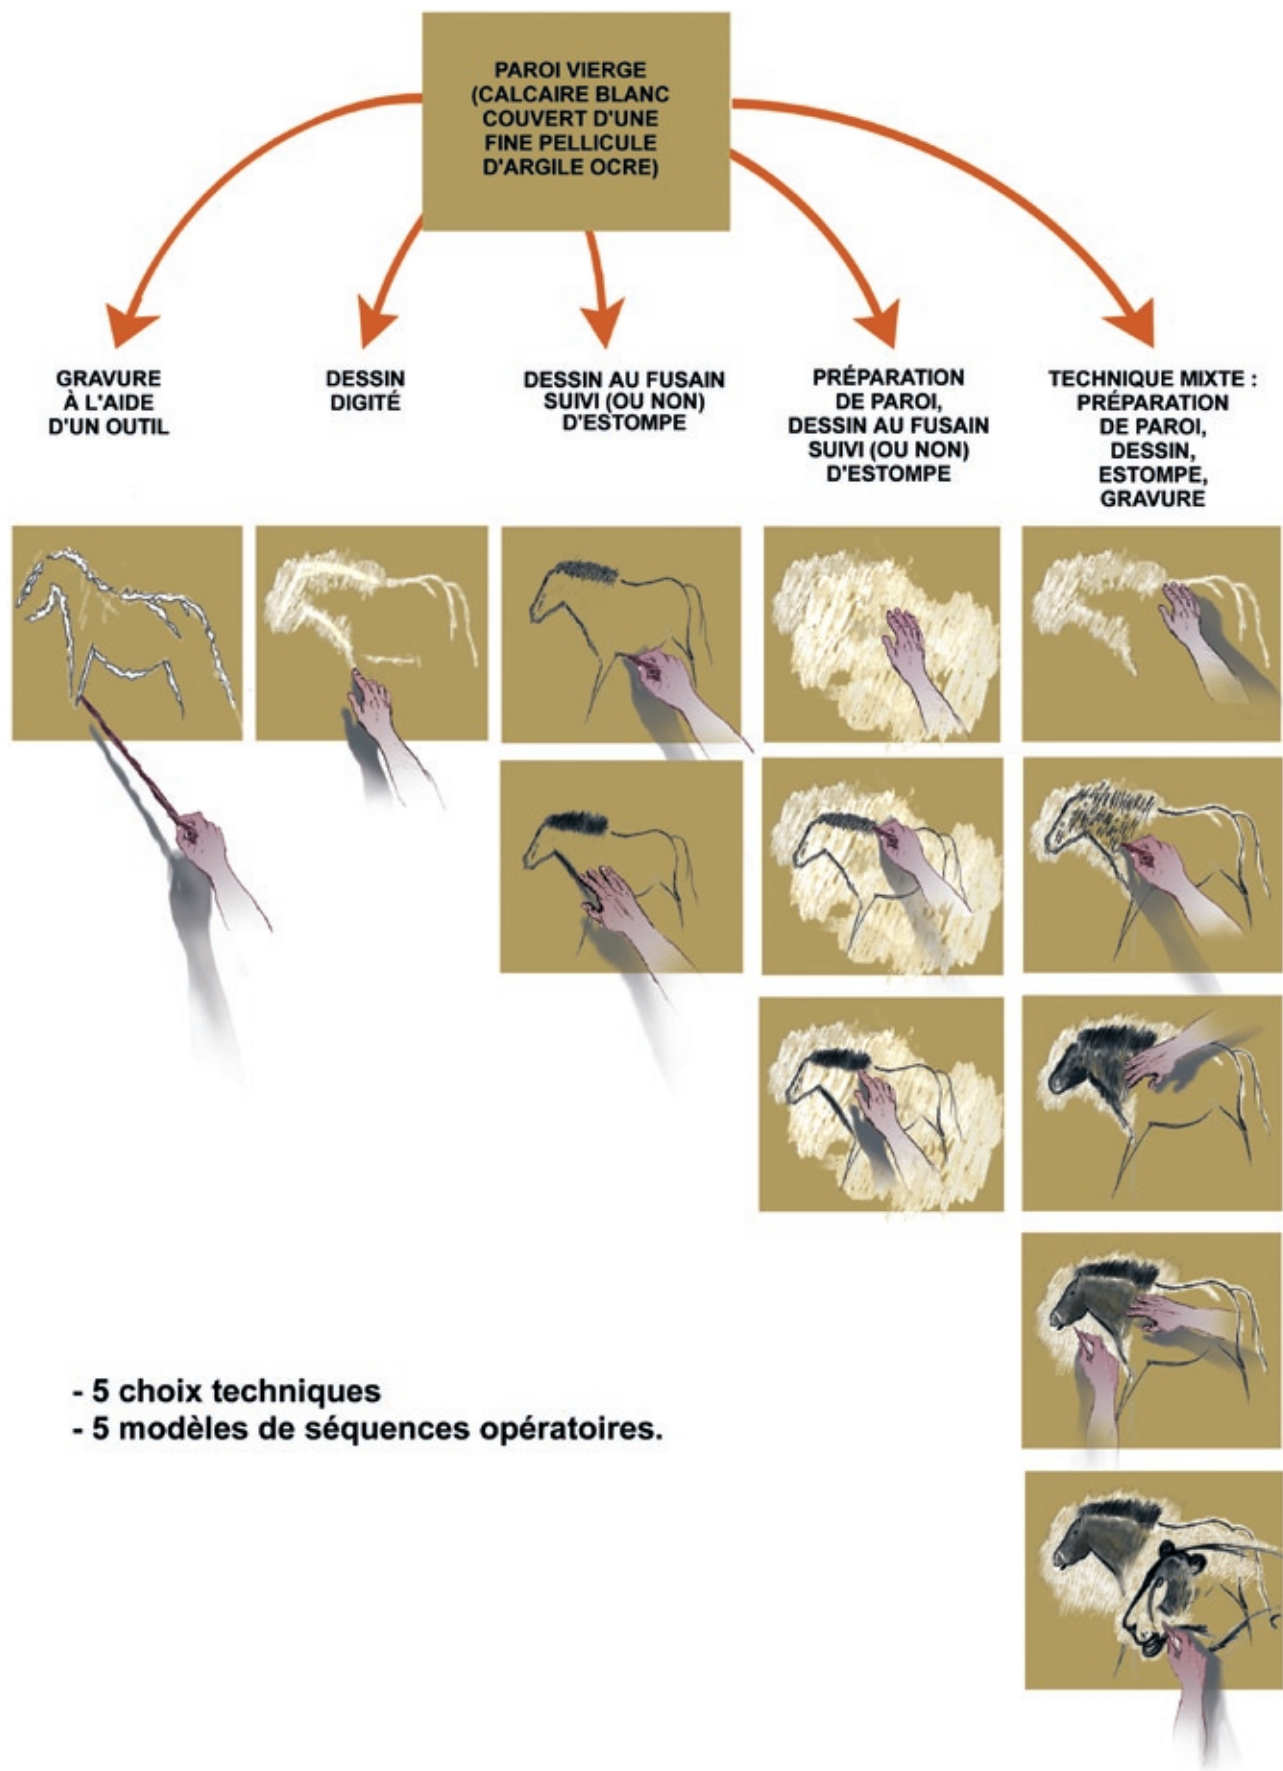 PAROI VIERGE
(CALCAIRE BLANC
COUVERT D'UNE
FINE PELLICULE
D'ARGILE OCRE)
GRAVURE
À L'AIDE
D'UN OUTIL
DESSIN
DIGITÉ
DESSIN AU FUSAIN
SUIVI (OU NON)
D'ESTOMPE
PRÉPARATION
DE PAROI,
DESSIN AU FUSAIN
SUIVI (OU NON)
D'ESTOMPE
TECHNIQUE MIXTE :
PRÉPARATION
DE PAROI,
DESSIN,
ESTOMPE,
GRAVURE
- 5 choix techniques
- 5 modèles de séquences opératoires.